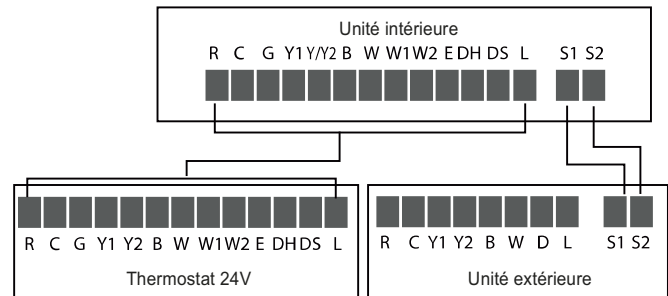 Unité intérieure
R C G Y1 Y/Y2 B W W1 W2 E DH DS L S1 S2
R C G Y1 Y2 B W W1 W2 E DH DS L
Thermostat 24V
R C Y1 Y2 B W D L S1 S2
Unité extérieure